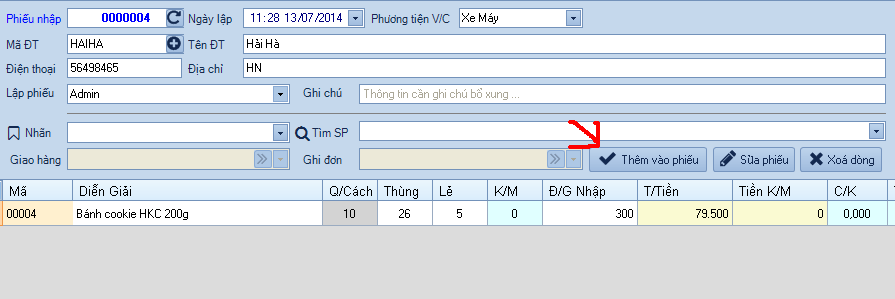 Phiếu nhập 0000004 Ngày lập 11:28 13/07/2014 Phương tiện V/C Xe Máy
Mã ĐT HAIHA Tên ĐT Hải Hà
Điện thoại 56498465 Địa chỉ HN
Lập phiếu Admin Ghi chú Thông tin cần ghi chú bổ xung ...
Nhãn Tìm SP
Giao hàng Ghi đơn Thêm vào phiếu Sũa phiếu Xoá dòng
Mã Diễn Giải Q/Cách Thùng Lẻ K/M Đ/G Nhập T/Tiền Tiền K/M C/K
00004 Bánh cookie HKC 200g 10 26 5 0 300 79.500 0 0,000